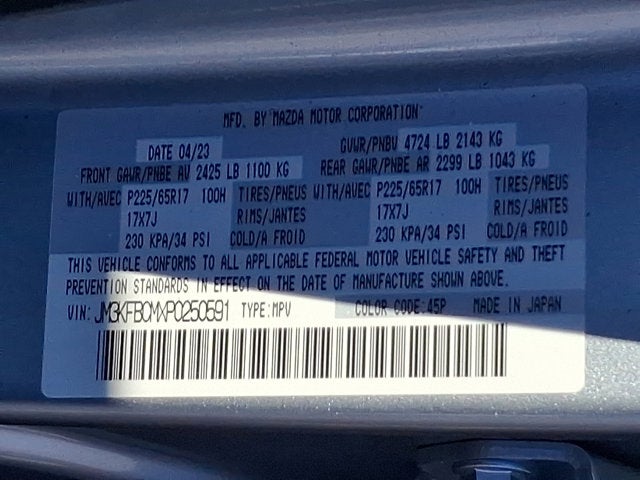 MFD. BY MAZDA MOTOR CORPORATION
DATE 04/23 GVWR/PNBV 4724 LB 2143 KG
FRONT GAWR/PNBE AV 2425 LB 1100 KG REAR GAWR/PNBE AR 2299 LB 1043 KG
WITH/AVEC P225/65R17 100H TIRES/PNEUS WITH/AVEC P225/65R17 100H TIRES/PNEUS
17X7J RIMS/JANTES 17X7J RIMS/JANTES
230 KPA/34 PSI COLD/A FROID 230 KPA/34 PSI COLD/A FROID
THIS VEHICLE CONFORMS TO ALL APPLICABLE FEDERAL MOTOR VEHICLE SAFETY AND THEFT
PREVENTION STANDARDS IN EFFECT ON THE DATE OF MANUFACTURE SHOWN ABOVE.
VIN: JM3KFBCMXP0250591 TYPE:MPV COLOR CODE:45P MADE IN JAPAN